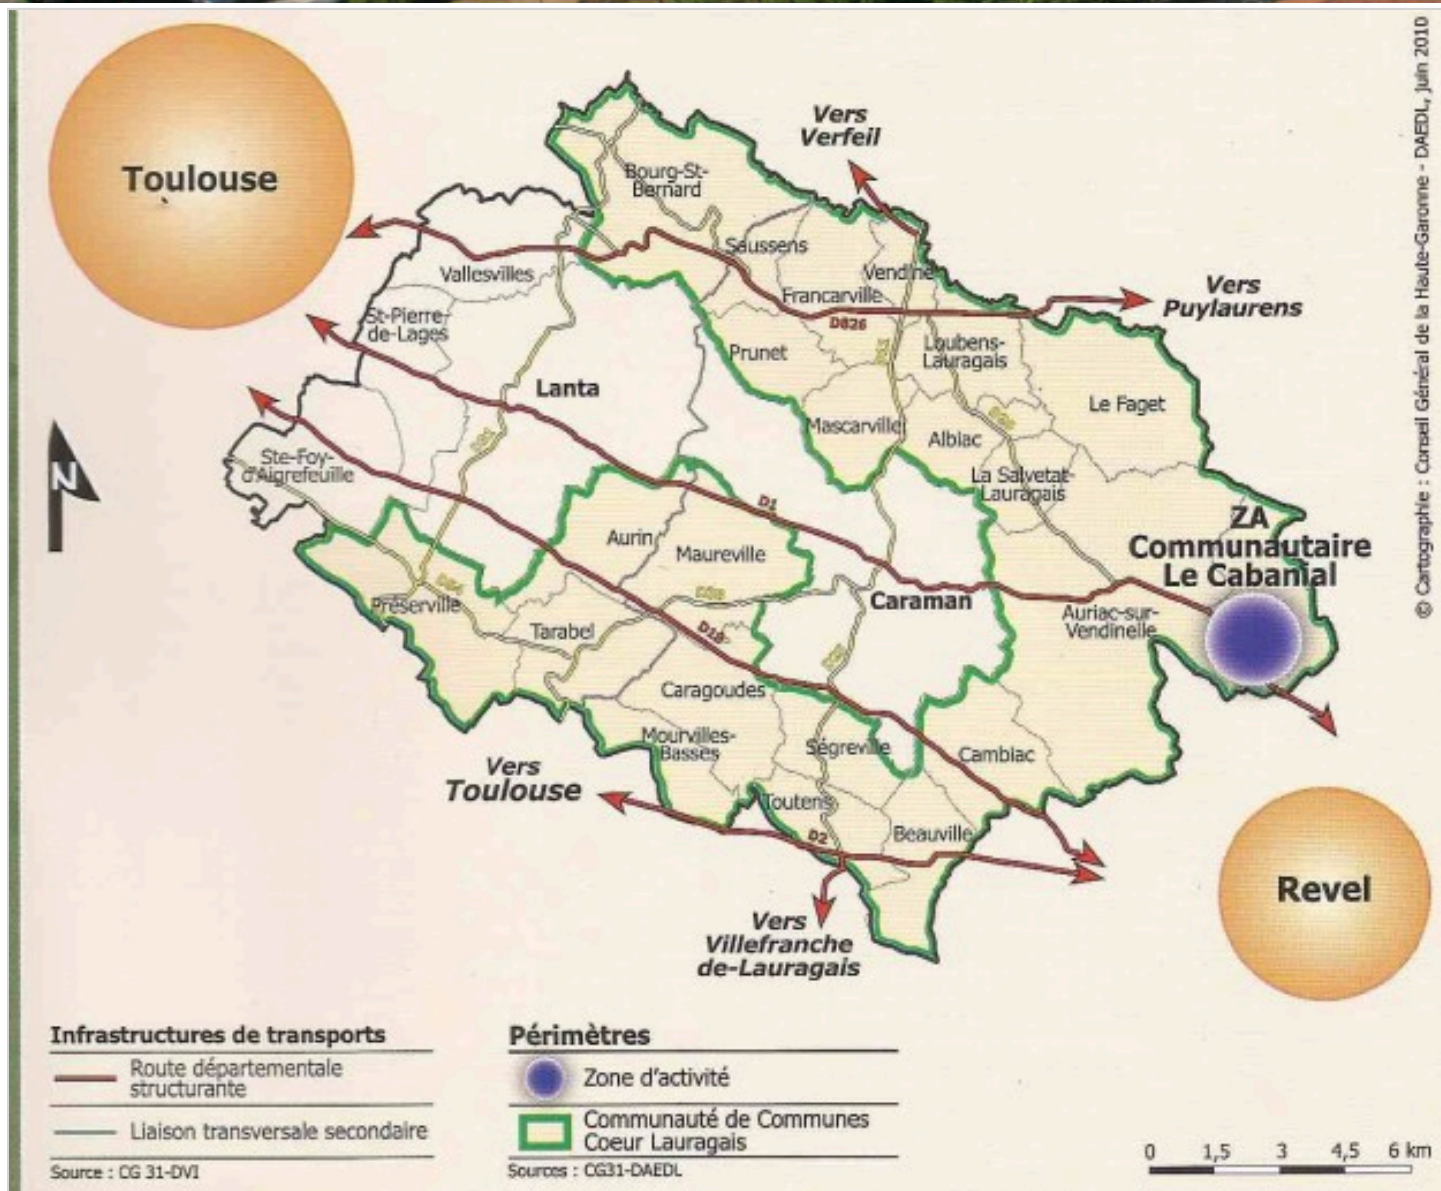 © Cartographie : Conseil Général de la Haute-Garonne - DAEDL, juin 2010
Toulouse
Vers
Verfeil
Bourg-St-
Bernard
Saussens
Vendine
Vallesvilles
Francarville
Vers
Puylaurens
D826
St-Pierre-
de-Lages
Prunet
Loubens-
Lauragais
Lanta
Le Faget
Mascarville
Albiac
Ste-Foy-
d'Aigrefeuille
La Salvetat-
Lauragais
N
D1
ZA
Communautaire
Le Cabanial
Aurin
Maureville
Préserville
Caraman
Auriac-sur-
Vendinelle
Tarabel
D18
Caragoudes
Mourvilles-
Basses
Ségreville
Cambiac
Vers
Toulouse
Toutens
D2
Beauville
Revel
Vers
Villefranche
de-Lauragais
Infrastructures de transports
Route départementale
structurante
Liaison transversale secondaire
Source : CG 31-DVI
Périmètres
Zone d'activité
Communauté de Communes
Coeur Lauragais
Sources : CG31-DAEDL
0 1,5 3 4,5 6 km